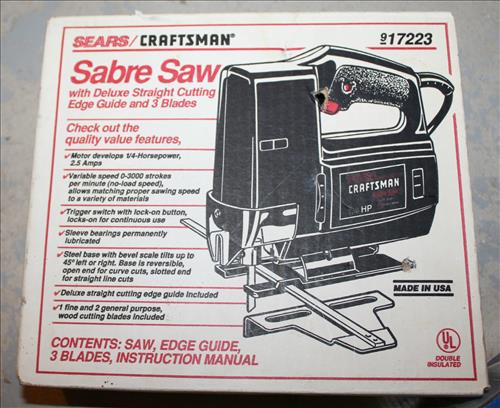 SEARS/CRAFTSMAN®
917223
Sabre Saw
with Deluxe Straight Cutting
Edge Guide and 3 Blades
Check out the
quality value features,
✓Motor develops 1/4-Horsepower,
2.5 Amps
✓Variable speed 0-3000 strokes
per minute (no-load speed),
allows matching proper sawing speed
to a variety of materials
✓Trigger switch with lock-on button,
locks-on for continuous use
✓Sleeve bearings permanently
lubricated
✓Steel base with bevel scale tilts up to
45° left or right. Base is reversible,
open end for curve cuts, slotted end
for straight line cuts
✓Deluxe straight cutting edge guide included
✓1 fine and 2 general purpose,
wood cutting blades included
CONTENTS: SAW, EDGE GUIDE,
3 BLADES, INSTRUCTION MANUAL
CRAFTSMAN
HP
MADE IN USA
UL
DOUBLE
INSULATED